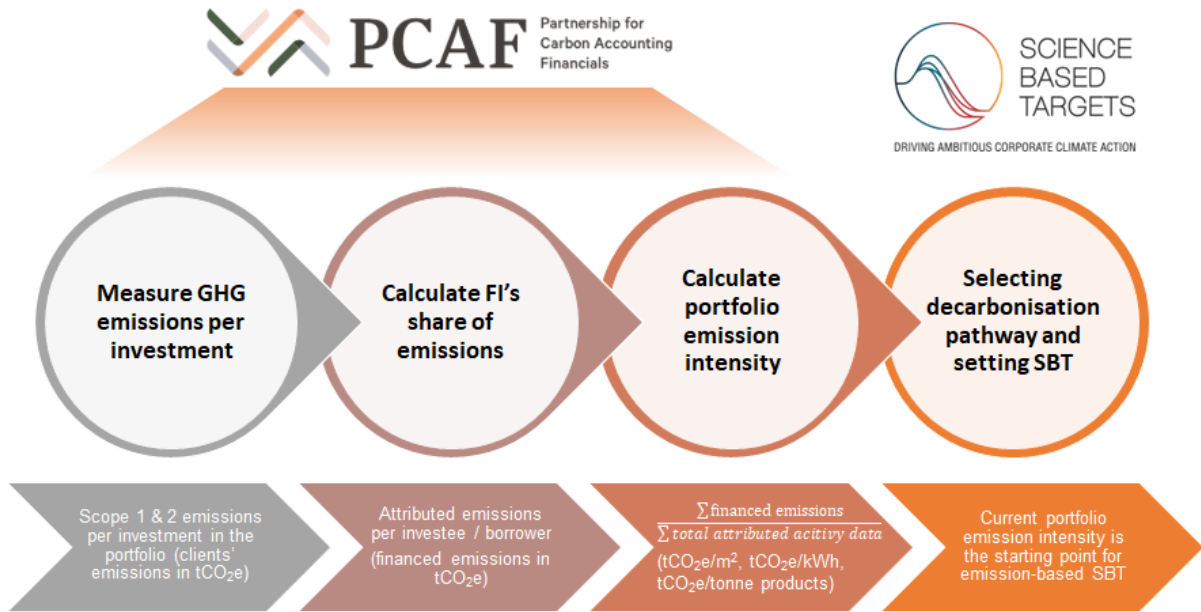 PCAF
Partnership for
Carbon Accounting
Financials
SCIENCE
BASED
TARGETS
DRIVING AMBITIOUS CORPORATE CLIMATE ACTION
Measure GHG
emissions per
investment
Calculate FI’s
share of
emissions
Calculate
portfolio
emission
intensity
Selecting
decarbonisation
pathway and
setting SBT
Scope 1 & 2 emissions
per investment in the
portfolio (clients’
emissions in tCO₂e)
Attributed emissions
per investee / borrower
(financed emissions in
tCO₂e)
∑financed emissions
∑total attributed acitivy data
(tCO₂e/m², tCO₂e/kWh,
tCO₂e/tonne products)
Current portfolio
emission intensity is
the starting point for
emission-based SBT